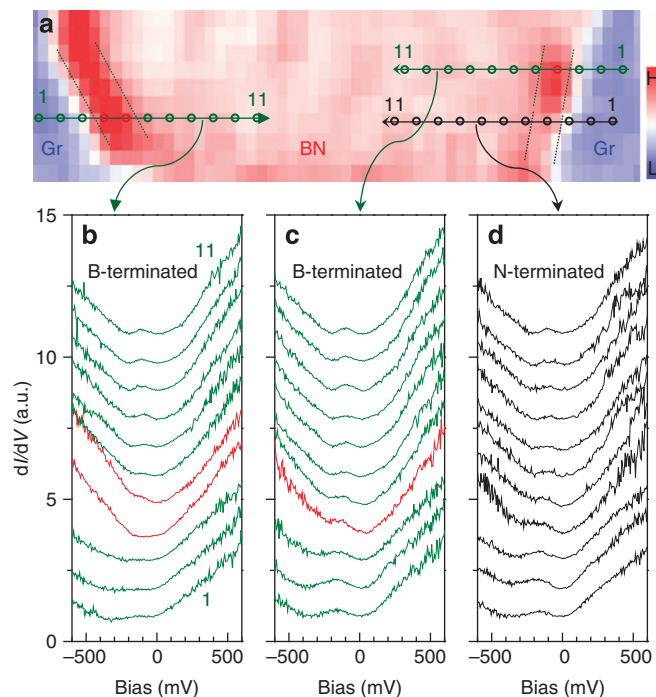 a
11
1
H
1
11
11
1
Gr
BN
Gr
L
15
b
c
d
11
B-terminated
B-terminated
N-terminated
10
dI/dV (a.u.)
5
1
0
−500 0 500
−500 0 500
−500 0 500
Bias (mV)
Bias (mV)
Bias (mV)